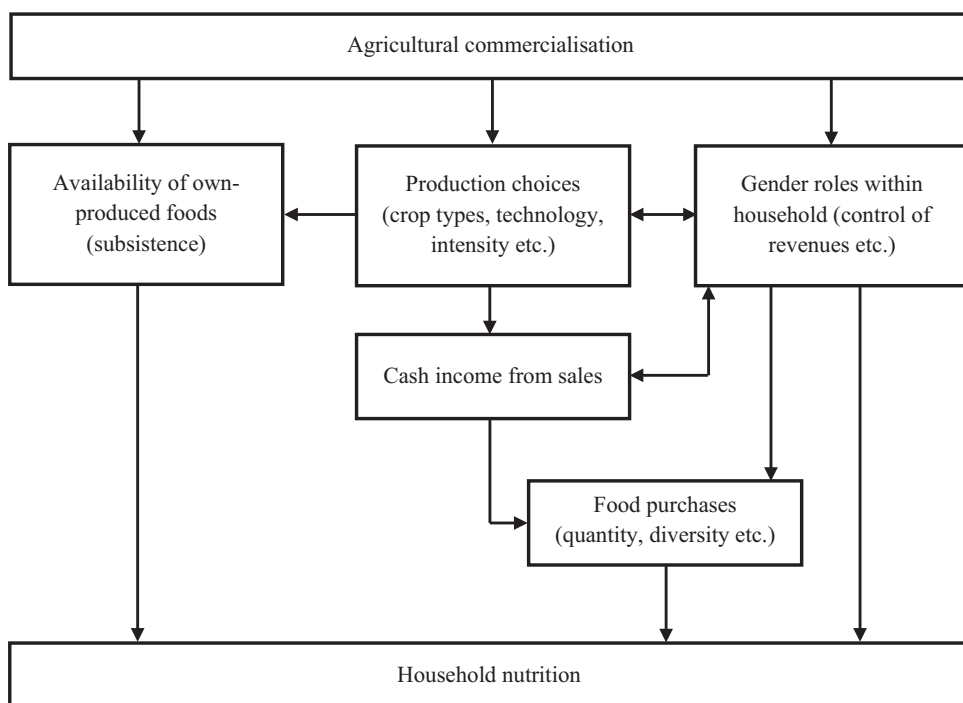 Agricultural commercialisation
Availability of own-
produced foods
(subsistence)
Production choices
(crop types, technology,
intensity etc.)
Gender roles within
household (control of
revenues etc.)
Cash income from sales
Food purchases
(quantity, diversity etc.)
Household nutrition